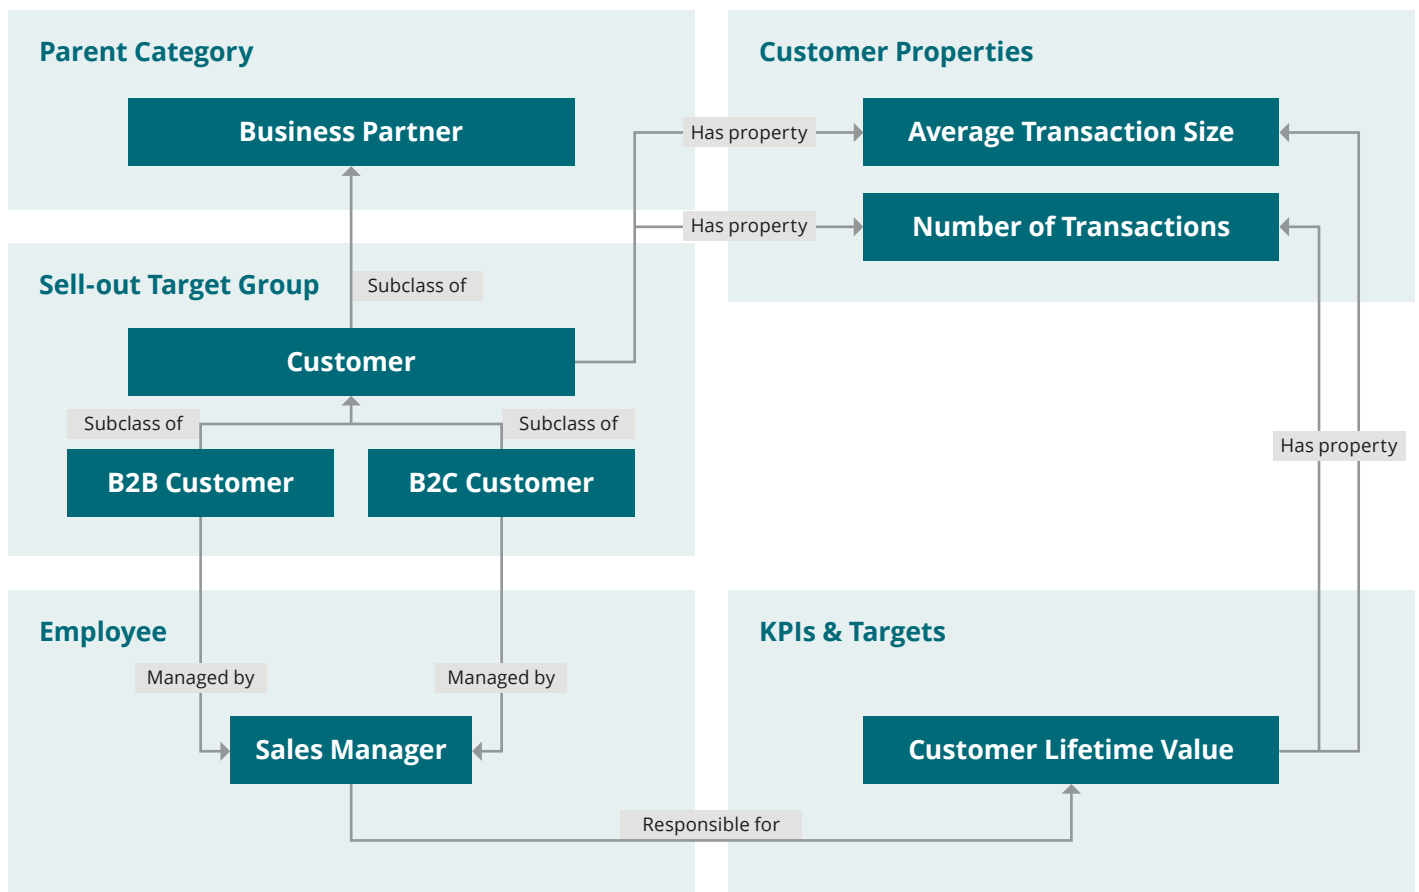 Parent Category
Business Partner
Subclass of
Sell-out Target Group
Customer
Subclass of
Subclass of
B2B Customer
B2C Customer
Customer Properties
Has property
Average Transaction Size
Has property
Number of Transactions
Has property
Employee
Managed by
Managed by
Sales Manager
Responsible for
KPIs & Targets
Customer Lifetime Value